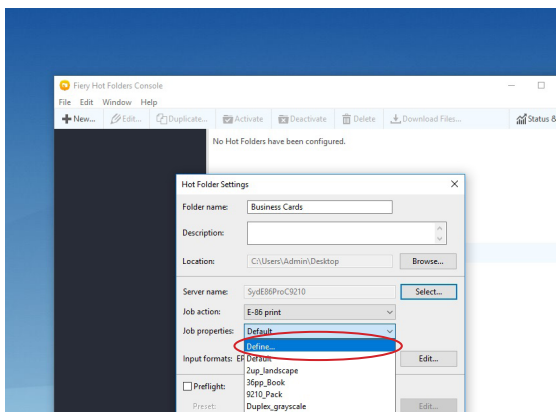 Fiery Hot Folders Console
File Edit Window Help
New... Edit... Duplicate... Activate Deactivate Delete Download Files... Status &
No Hot Folders have been configured.
Hot Folder Settings
Folder name: Business Cards
Description:
Location: C:\Users\Admin\Desktop Browse...
Server name: SydE86ProC9210 Select...
Job action: E-86 print
Job properties: Default
Define...
Input formats: EP Default Edit...
2up_landscape
36pp_Book
Preflight: 9210_Pack
Preset: Duplex_grayscale Edit...